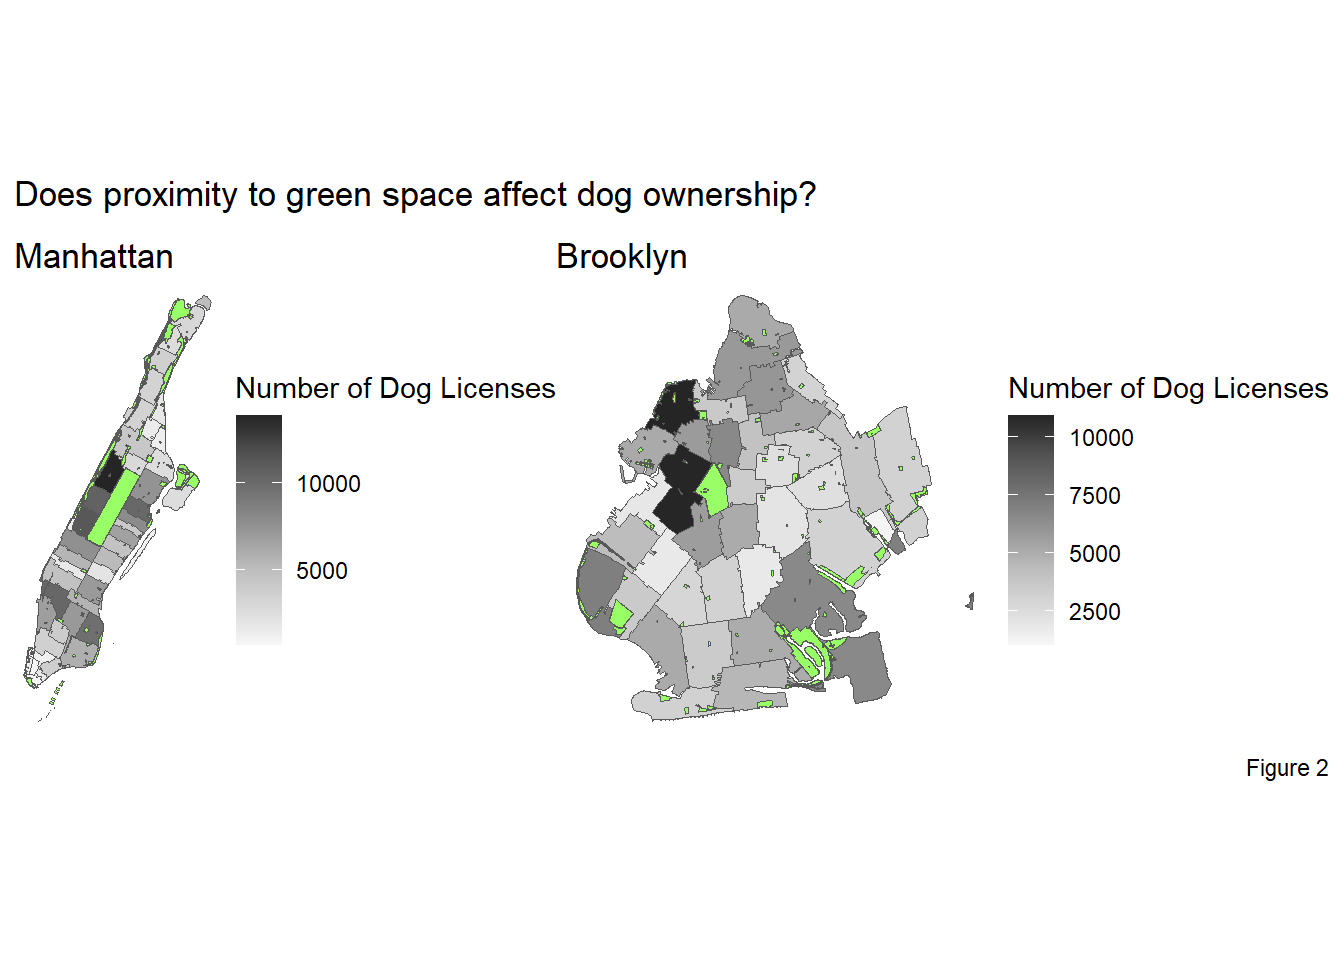 Does proximity to green space affect dog ownership?
Manhattan
Brooklyn
Number of Dog Licenses
10000
5000
Number of Dog Licenses
10000
7500
5000
2500
Figure 2